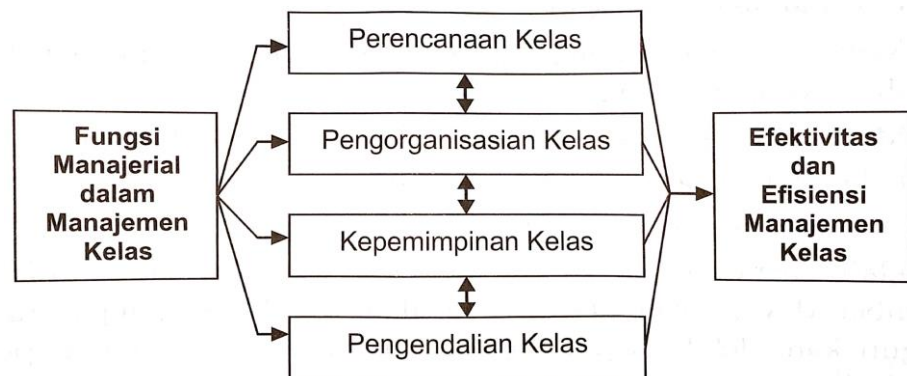 Fungsi
Manajerial
dalam
Manajemen
Kelas
Perencanaan Kelas
Pengorganisasian Kelas
Kepemimpinan Kelas
Pengendalian Kelas
Efektivitas
dan
Efisiensi
Manajemen
Kelas